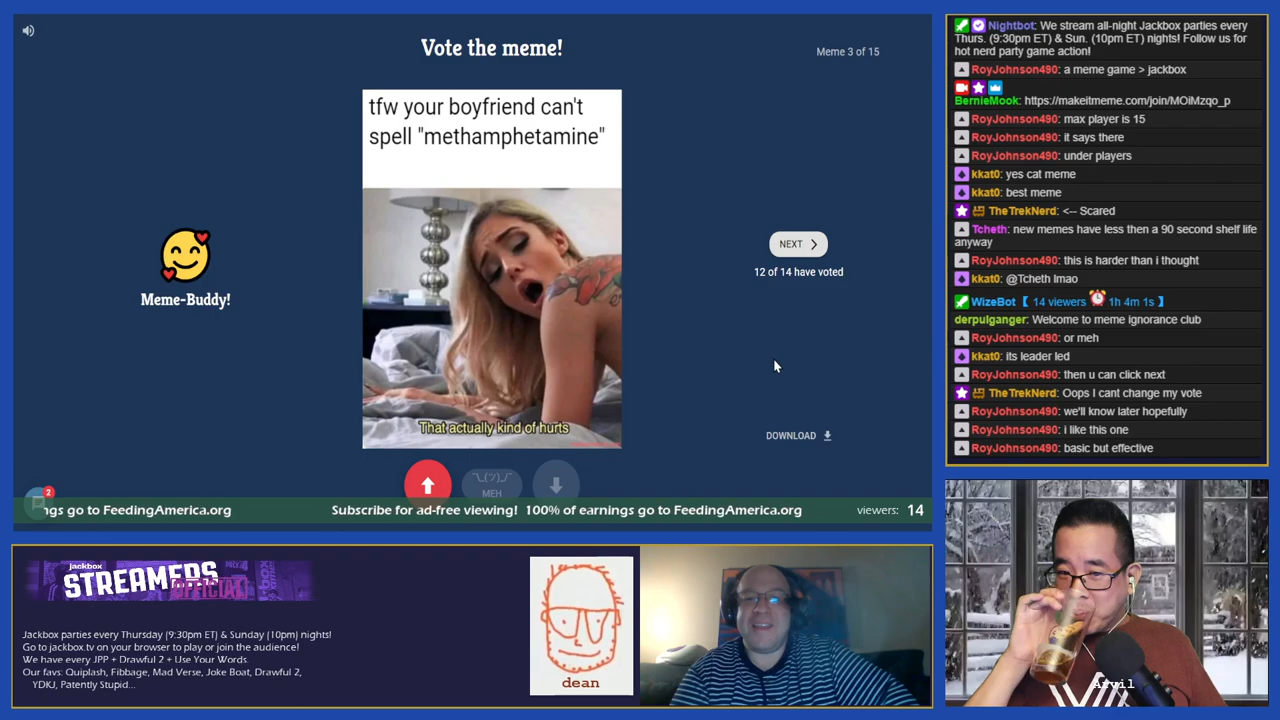 Vote the meme!
Meme 3 of 15
tfw your boyfriend can't
spell "methamphetamine"
That actually kind of hurts
Meme-Buddy!
NEXT
12 of 14 have voted
DOWNLOAD
¯\_(ツ)_/¯
MEH
2
ngs go to FeedingAmerica.org
Subscribe for ad-free viewing! 100% of earnings go to FeedingAmerica.org
viewers: 14
jackbox
STREAMERS
OFFICIAL
Jackbox parties every Thursday (9:30pm ET) & Sunday (10pm) nights!
Go to jackbox.tv on your browser to play or join the audience!
We have every JPP + Drawful 2 + Use Your Words
Our favs: Quiplash, Fibbage, Mad Verse, Joke Boat, Drawful 2,
YDKJ, Patently Stupid...
dean
Nightbot: We stream all-night Jackbox parties every
Thurs. (9:30pm ET) & Sun. (10pm ET) nights! Follow us for
hot nerd party game action!
RoyJohnson490: a meme game > jackbox
BernieMook: https://makeitmeme.com/join/MOiMzqo_p
RoyJohnson490: max player is 15
RoyJohnson490: it says there
RoyJohnson490: under players
kkat0: yes cat meme
kkat0: best meme
TheTrekNerd: <-- Scared
Tcheth: new memes have less then a 90 second shelf life
anyway
RoyJohnson490: this is harder than i thought
kkat0: @Tcheth lmao
WizeBot 【 14 viewers ⏰ 1h 4m 1s 】
derpulganger: Welcome to meme ignorance club
RoyJohnson490: or meh
kkat0: its leader led
RoyJohnson490: then u can click next
TheTrekNerd: Oops I cant change my vote
RoyJohnson490: we'll know later hopefully
RoyJohnson490: i like this one
RoyJohnson490: basic but effective